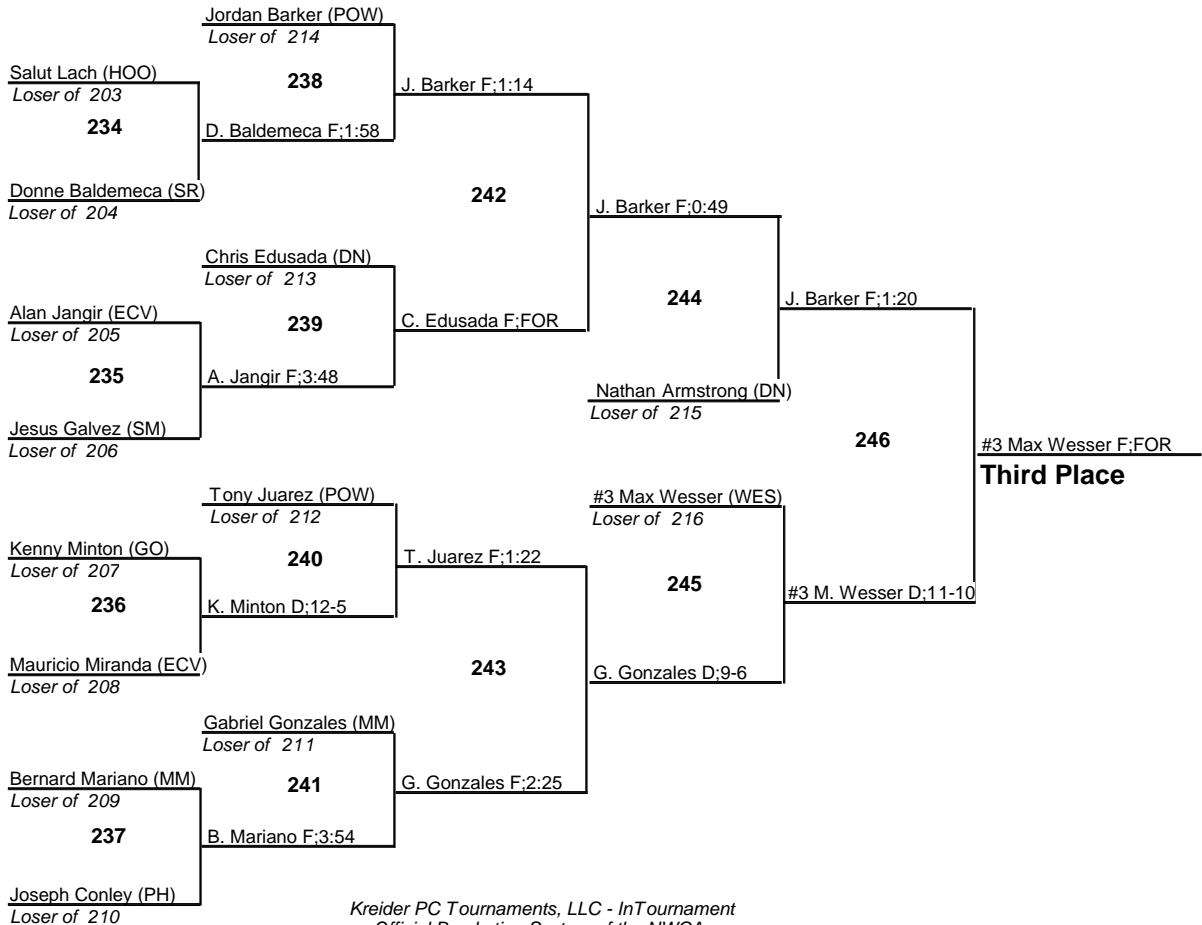 Jordan Barker (POW)
Loser of 214
Salut Lach (HOO)
Loser of 203
238
J. Barker F;1:14
234
D. Baldemeca F;1:58
Donne Baldemeca (SR)
Loser of 204
242
J. Barker F;0:49
Chris Edusada (DN)
Loser of 213
Alan Jangir (ECV)
Loser of 205
239
C. Edusada F;FOR
244
J. Barker F;1:20
235
A. Jangir F;3:48
Nathan Armstrong (DN)
Loser of 215
Jesus Galvez (SM)
Loser of 206
246
#3 Max Wesser F;FOR
Third Place
Tony Juarez (POW)
Loser of 212
#3 Max Wesser (WES)
Loser of 216
Kenny Minton (GO)
Loser of 207
240
T. Juarez F;1:22
245
236
K. Minton D;12-5
#3 M. Wesser D;11-10
Mauricio Miranda (ECV)
Loser of 208
243
G. Gonzales D;9-6
Gabriel Gonzales (MM)
Loser of 211
Bernard Mariano (MM)
Loser of 209
241
G. Gonzales F;2:25
237
B. Mariano F;3:54
Joseph Conley (PH)
Loser of 210
Kreider PC Tournaments, LLC - InTournament